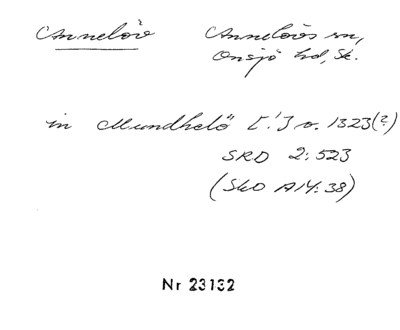 Annelöv Annelövs sn,
Onsjö hd, Sk.
in Mundhelö [!] o. 1323(?)
SRD 2:523
(SkO A14:38)
Nr 23132